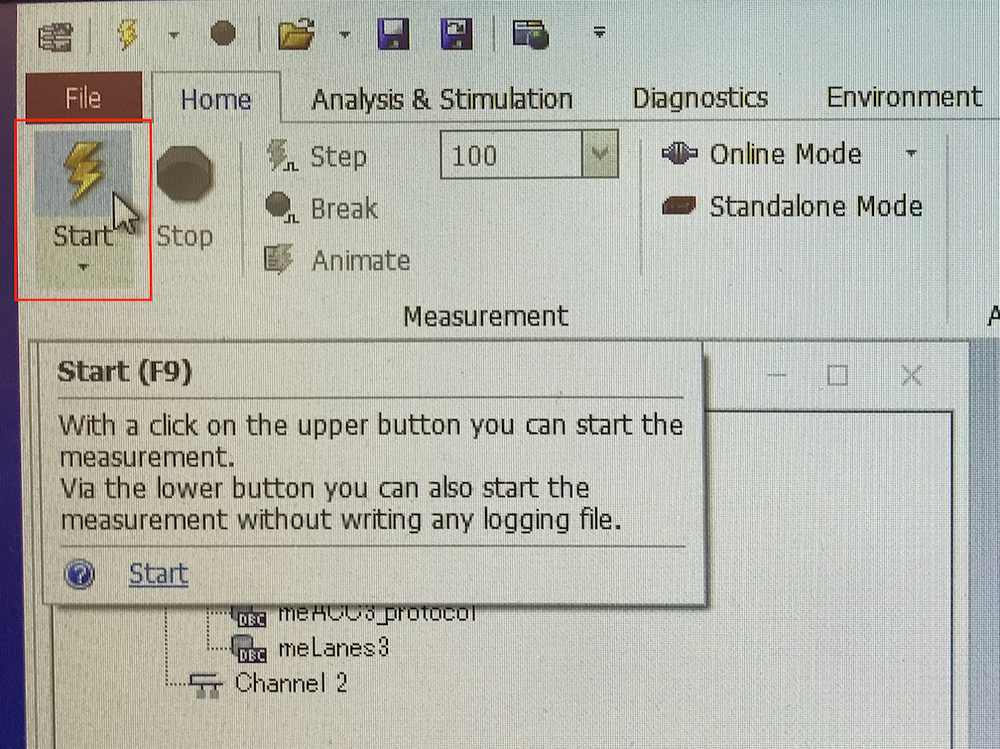 File
Home
Analysis & Stimulation
Diagnostics
Environment
Start
Stop
Step
100
Break
Animate
Online Mode
Standalone Mode
Measurement
Start (F9)
With a click on the upper button you can start the
measurement.
Via the lower button you can also start the
measurement without writing any logging file.
Start
DBC meACC3_protocol
DBC meLanes3
Channel 2